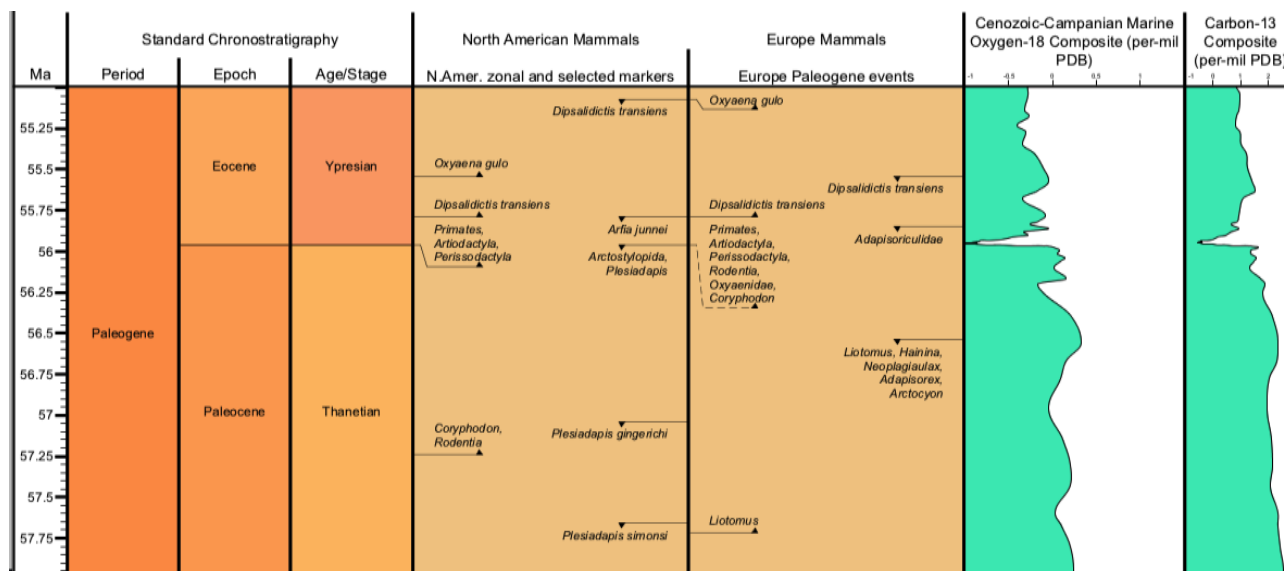 Standard Chronostratigraphy
North American Mammals
Europe Mammals
Cenozoic-Campanian Marine
Oxygen-18 Composite (per-mil
PDB)
Carbon-13
Composite
(per-mil PDB)
Ma
Period
Epoch
Age/Stage
N.Amer. zonal and selected markers
Europe Paleogene events
-1
-0.5
0
0.5
1
-1
0
1
2
55.25
55.5
55.75
56
56.25
56.5
56.75
57
57.25
57.5
57.75
Paleogene
Eocene
Paleocene
Ypresian
Thanetian
Oxyaena gulo
Dipsalidictis transiens
Primates,
Artiodactyla,
Perissodactyla
Coryphodon,
Rodentia
Dipsalidictis transiens
Arfia junnei
Arctostylopida,
Plesiadapis
Plesiadapis gingerichi
Plesiadapis simonsi
Oxyaena gulo
Dipsalidictis transiens
Primates,
Artiodactyla,
Perissodactyla,
Rodentia,
Oxyaenidae,
Coryphodon
Liotomus
Dipsalidictis transiens
Adapisoriculidae
Liotomus, Hainina,
Neoplagiaulax,
Adapisorex,
Arctocyon